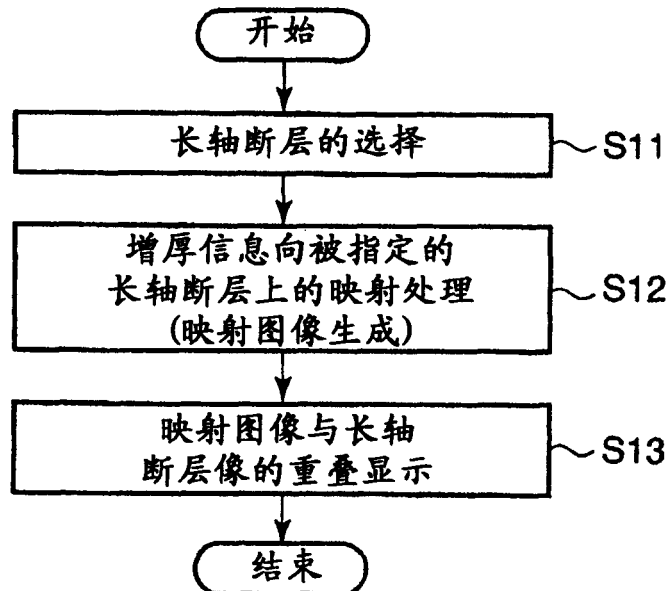 开始
长轴断层的选择
S11
增厚信息向被指定的
长轴断层上的映射处理
(映射图像生成)
S12
映射图像与长轴
断层像的重叠显示
S13
结束